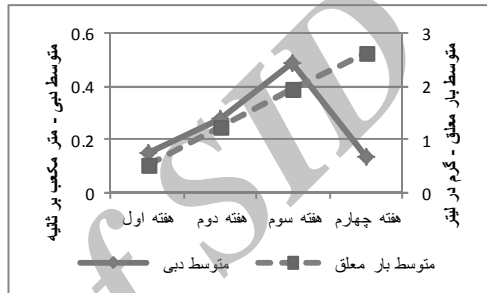 متوسط دبی - متر مکعب بر ثانیه
0.6
0.4
0.2
0
متوسط بار معلق - گرم در لیتر
3
2
1
0
هفته اول هفته دوم هفته سوم هفته چهارم
متوسط دبی متوسط بار معلق
f SID